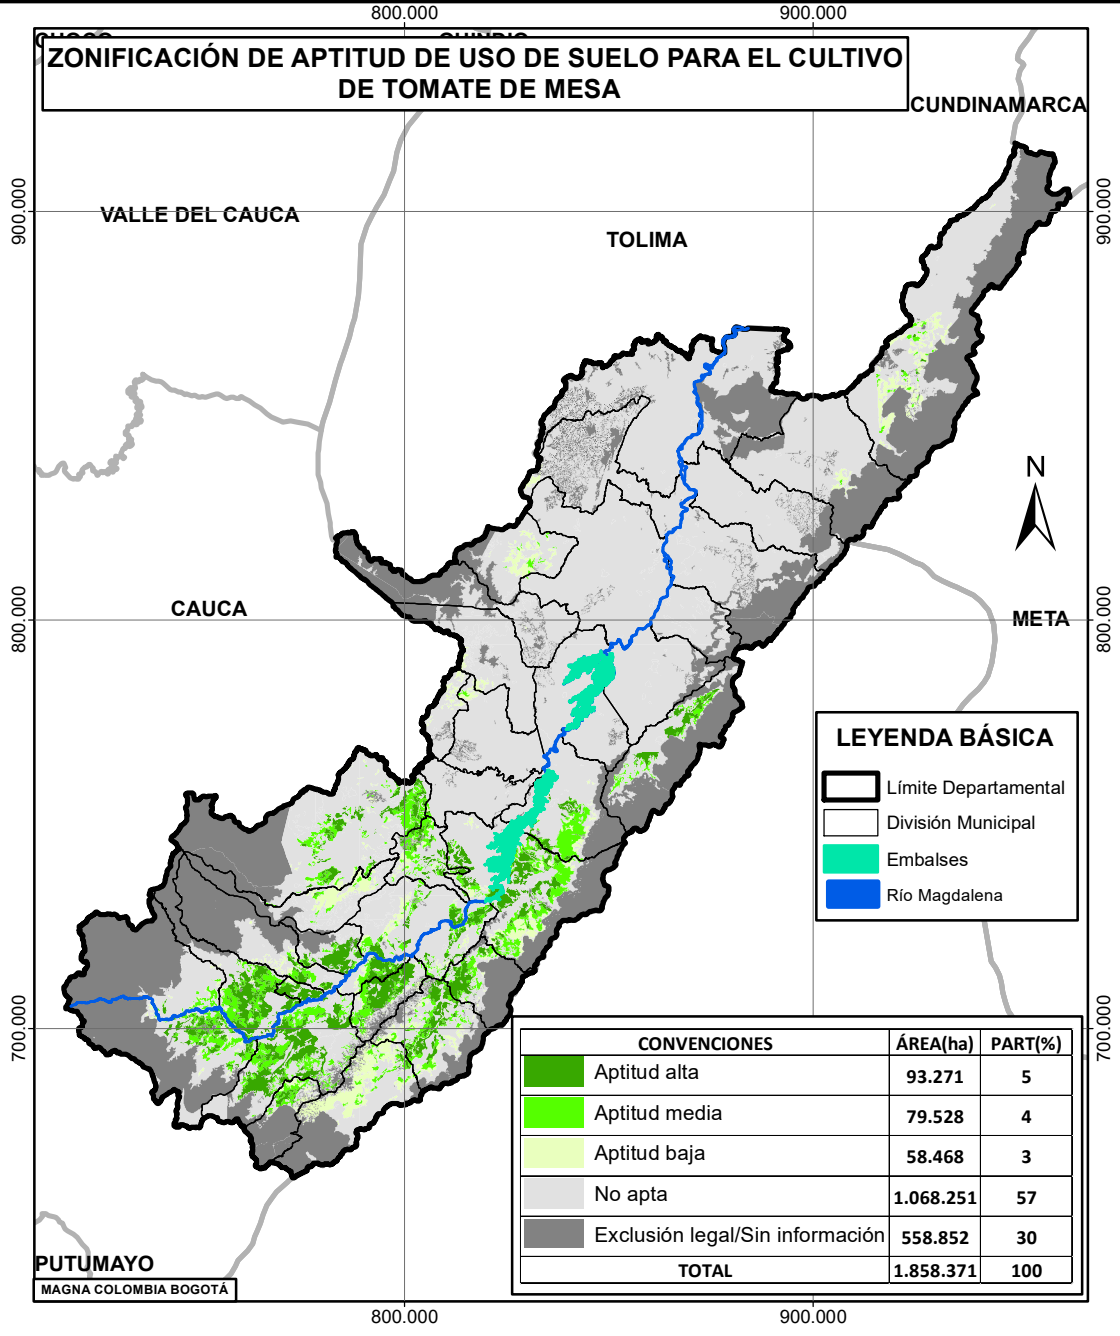 800.000
900.000
CHOCO
QUINDIO
ZONIFICACIÓN DE APTITUD DE USO DE SUELO PARA EL CULTIVO
DE TOMATE DE MESA
CUNDINAMARCA
900.000
VALLE DEL CAUCA
TOLIMA
900.000
N
800.000
CAUCA
META
800.000
LEYENDA BÁSICA
Límite Departamental
División Municipal
Embalses
Río Magdalena
700.000
700.000
CONVENCIONES ÁREA(ha) PART(%)
Aptitud alta 93.271 5
Aptitud media 79.528 4
Aptitud baja 58.468 3
No apta 1.068.251 57
Exclusión legal/Sin información 558.852 30
TOTAL 1.858.371 100
PUTUMAYO
MAGNA COLOMBIA BOGOTÁ
800.000
900.000